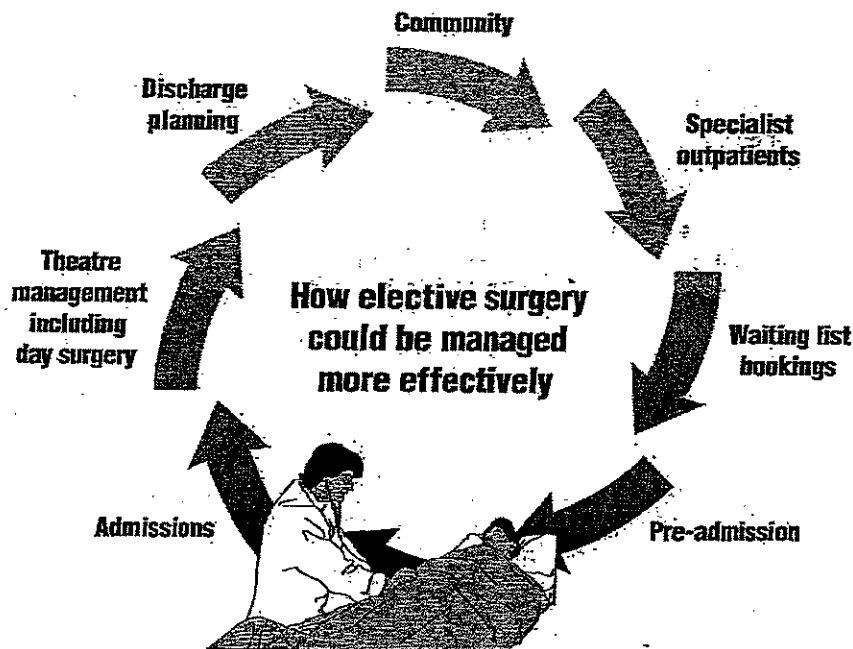 Community
Specialist
outpatients
Waiting list
bookings
Pre-admission
Admissions
Theatre
management
including
day surgery
Discharge
planning
How elective surgery
could be managed
more effectively